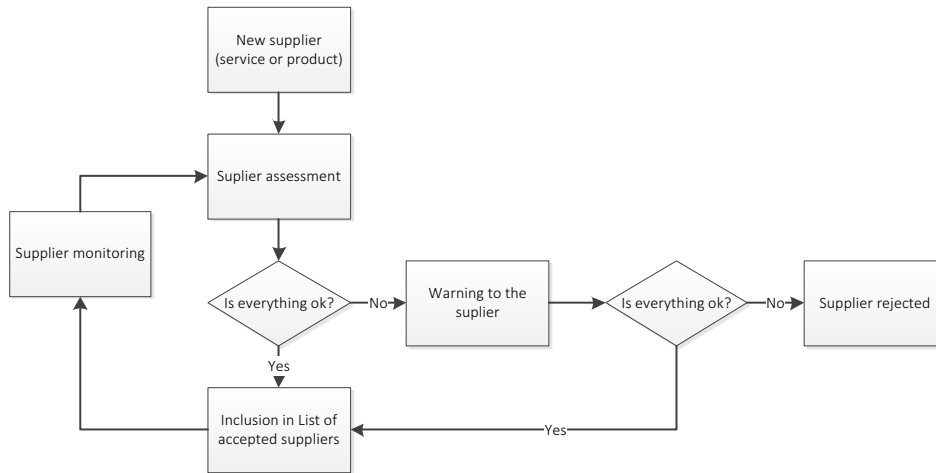 New supplier
(service or product)
Suplier assessment
Supplier monitoring
Is everything ok?
No
Warning to the
suplier
Is everything ok?
No
Supplier rejected
Yes
Inclusion in List of
accepted suppliers
Yes